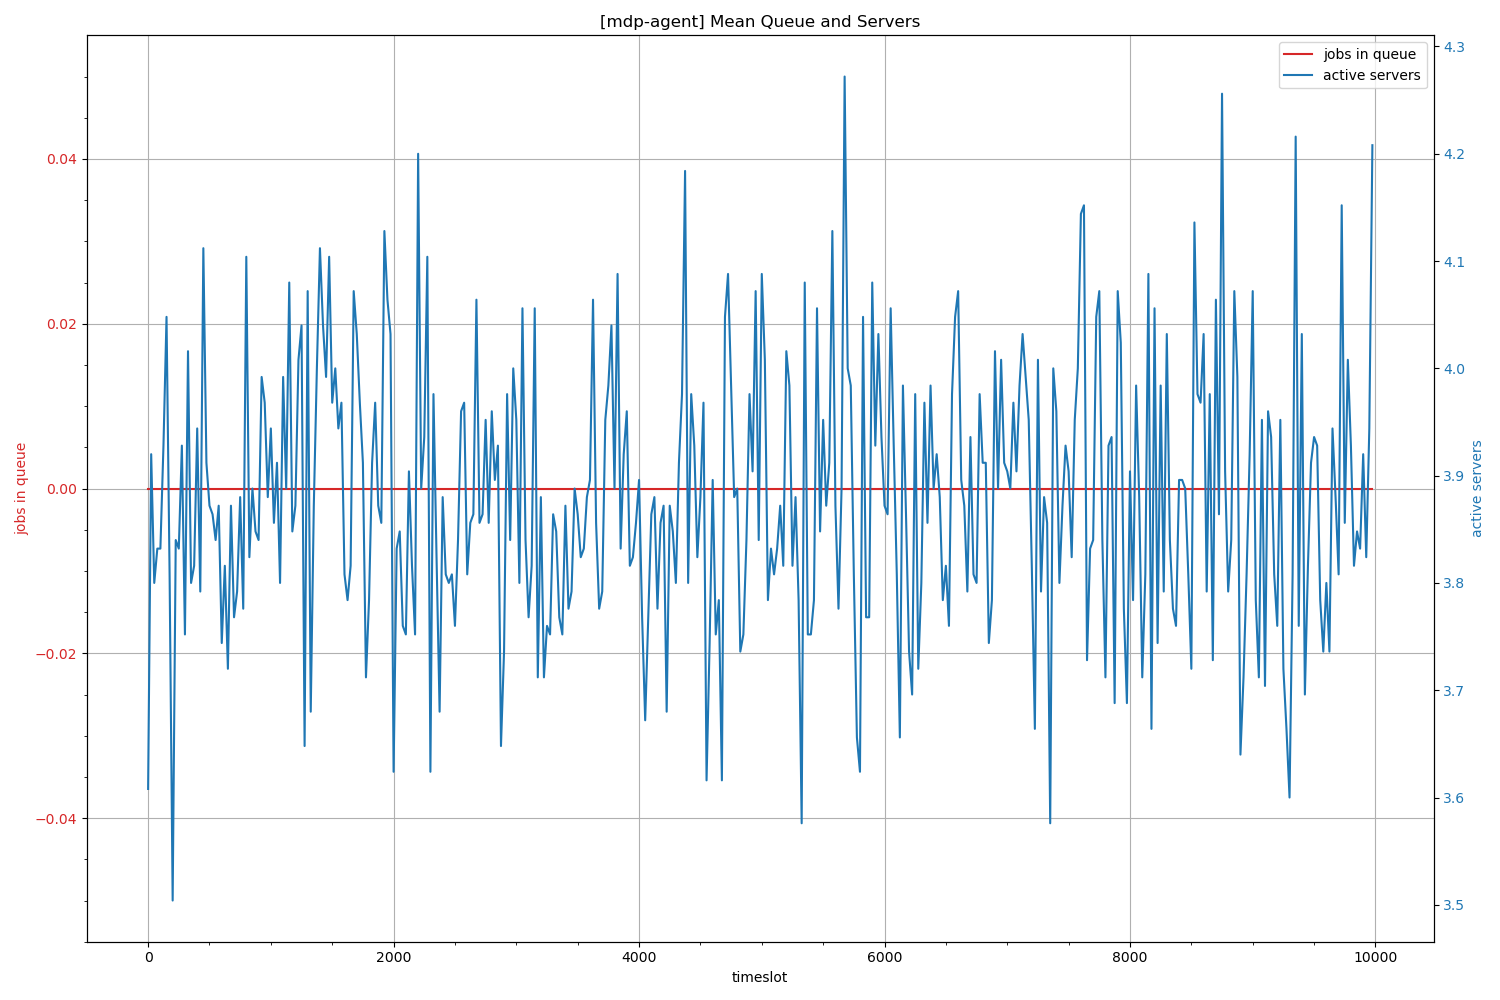 [mdp-agent] Mean Queue and Servers
jobs in queue
active servers
0.04
0.02
0.00
−0.02
−0.04
jobs in queue
4.3
4.2
4.1
4.0
3.9
3.8
3.7
3.6
3.5
active servers
0 2000 4000 6000 8000 10000
timeslot